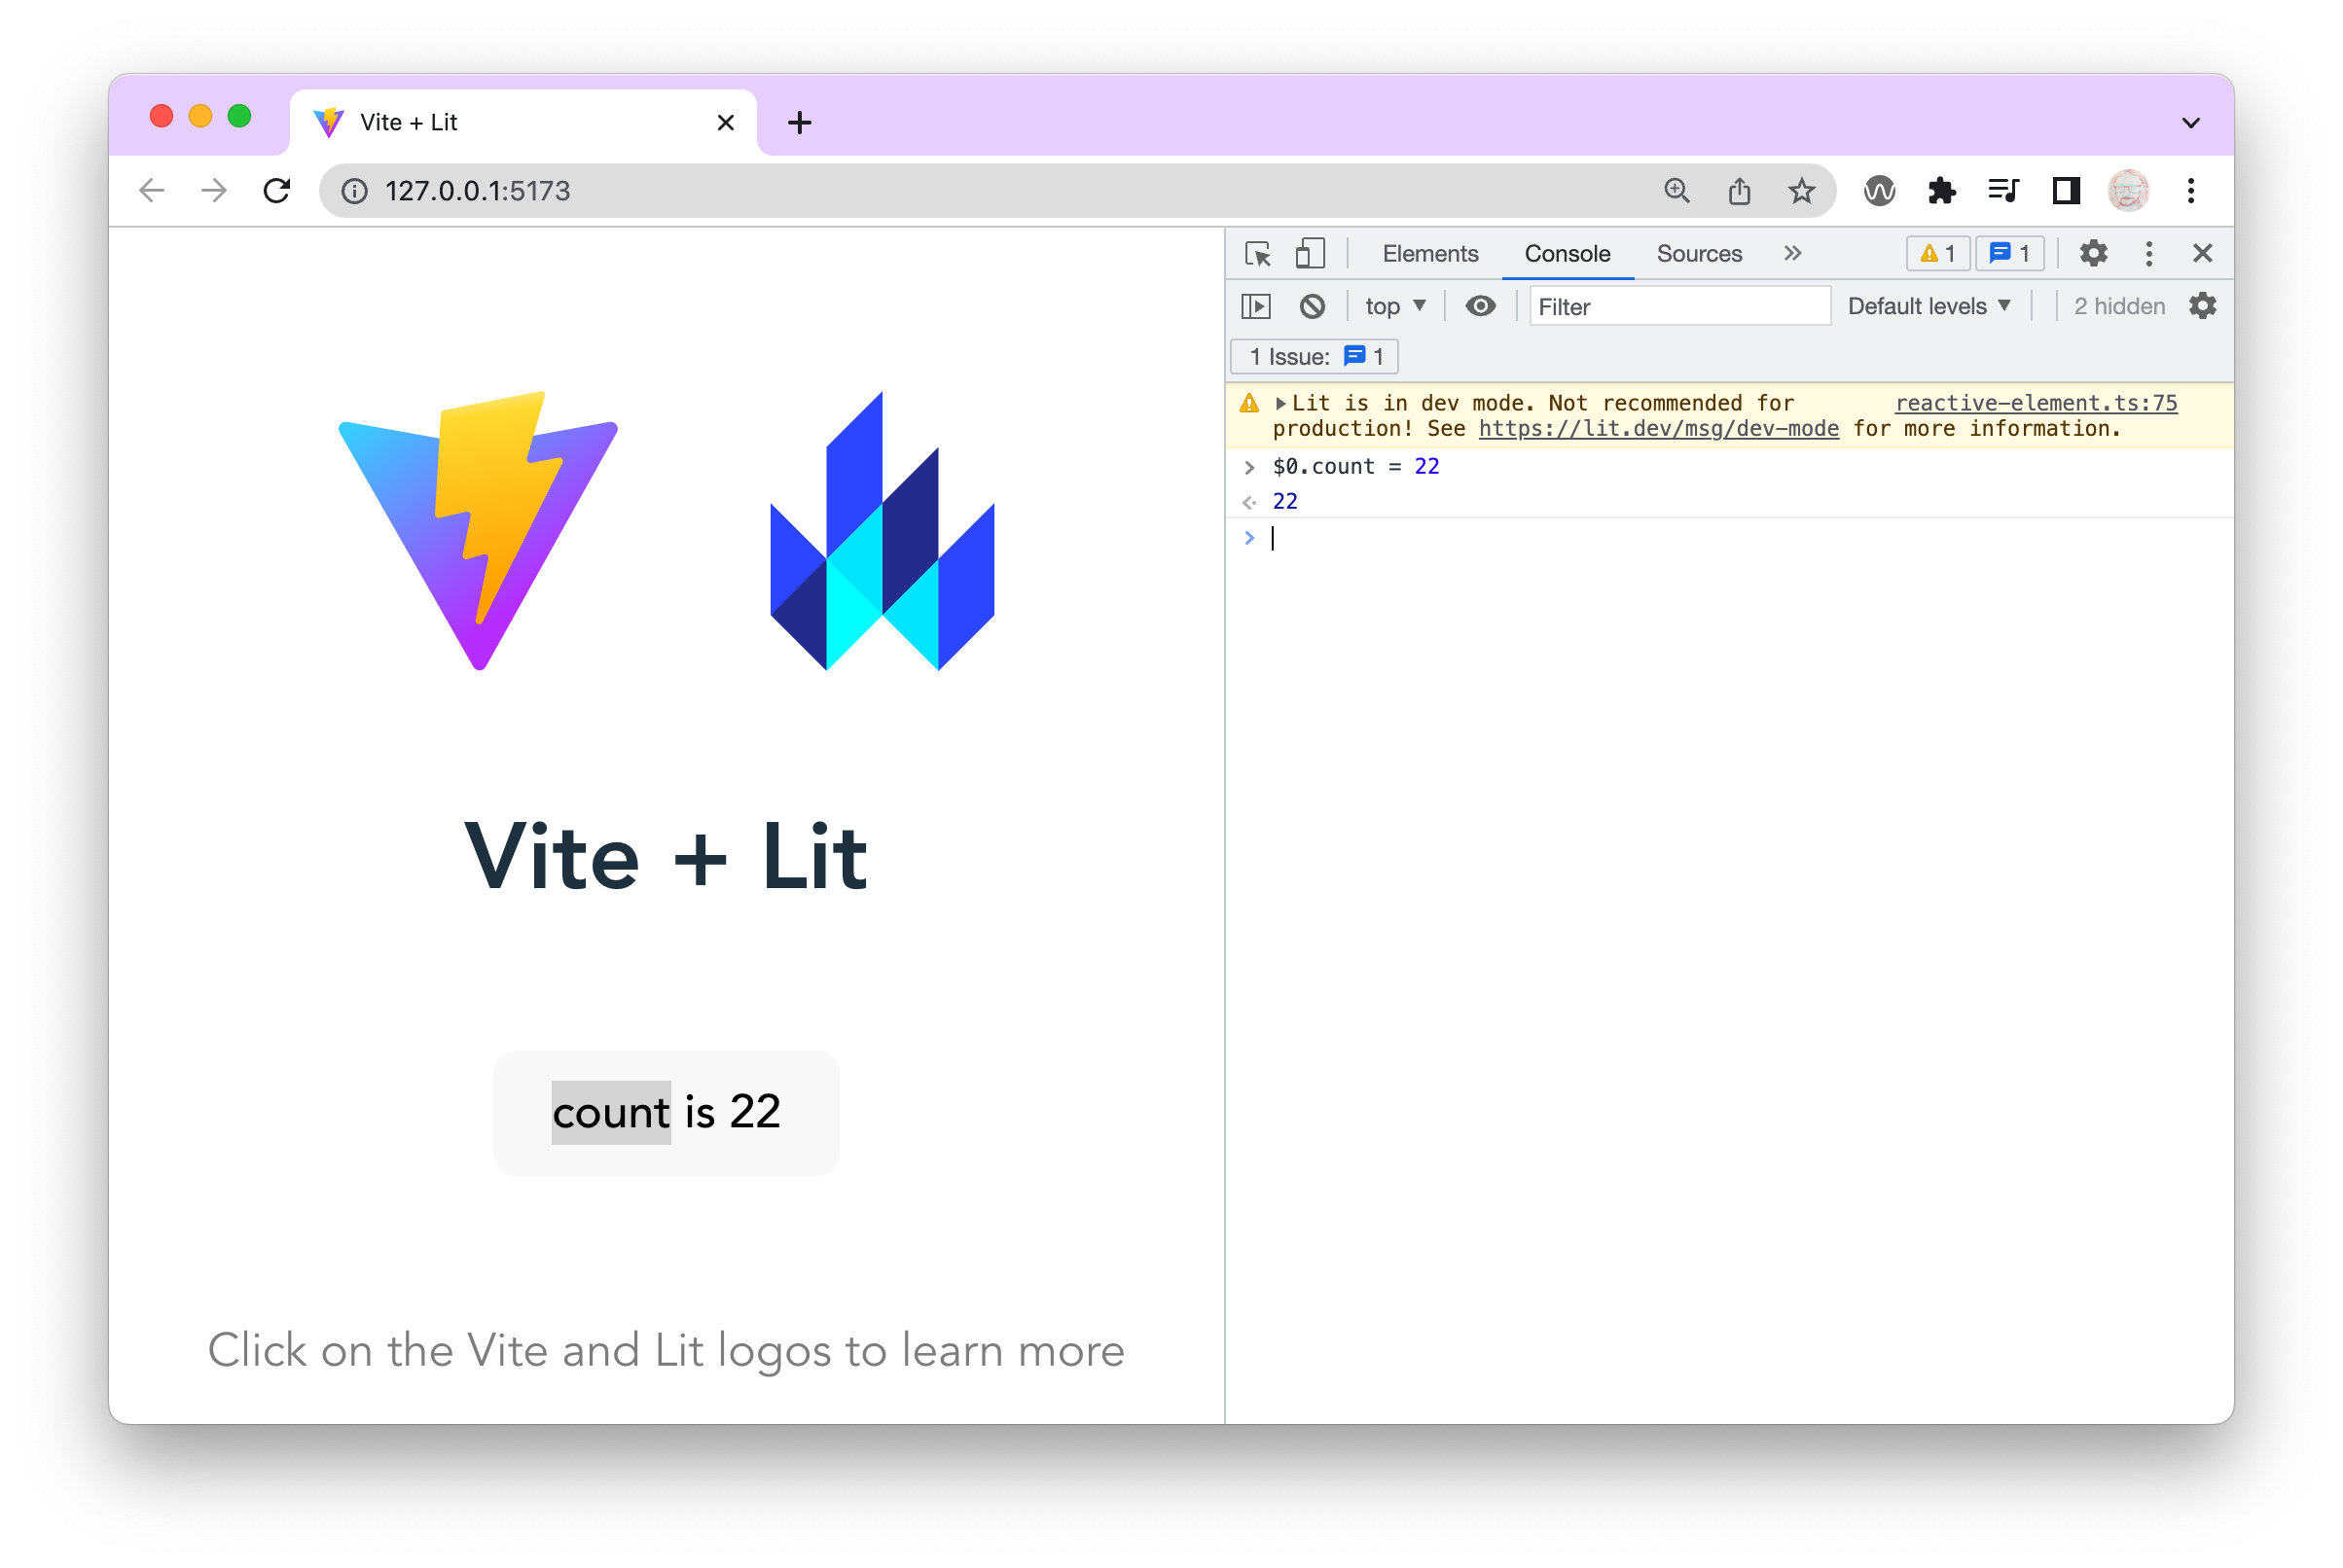 Vite + Lit
127.0.0.1:5173
Elements Console Sources 1 1
top Filter Default levels 2 hidden
1 Issue: 1
Lit is in dev mode. Not recommended for reactive-element.ts:75
production! See https://lit.dev/msg/dev-mode for more information.
$0.count = 22
22
Vite + Lit
count is 22
Click on the Vite and Lit logos to learn more